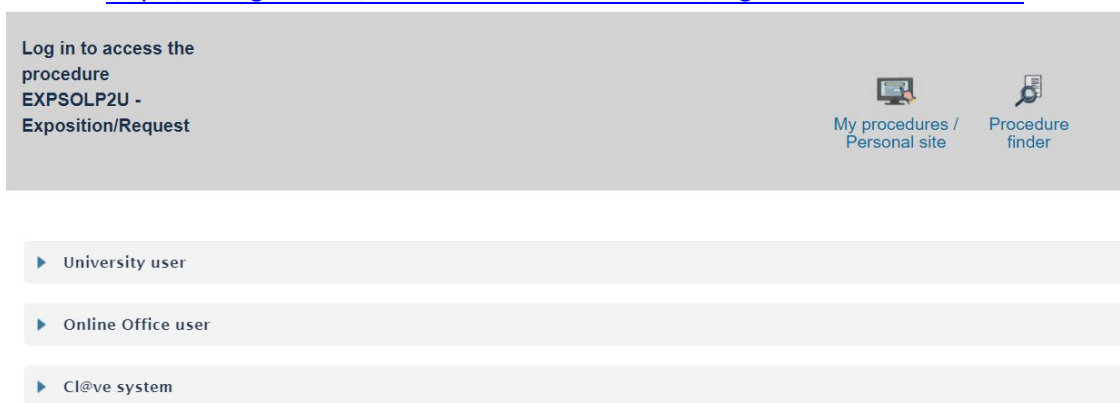 Log in to access the
procedure
EXPSOLP2U -
Exposition/Request
My procedures /
Personal site
Procedure
finder
University user
Online Office user
Cl@ve system